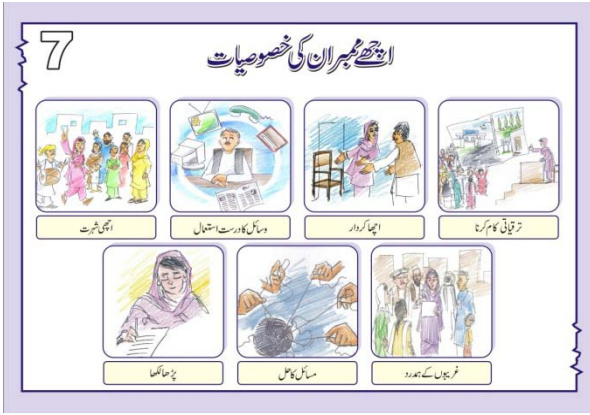 7
اچھے ممبران کی خصوصیات
ترقیاتی کام کرنا
اچھا کردار
وسائل کا درست استعمال
اچھی شہرت
غریبوں کے ہمدرد
مسائل کا حل
پڑھا لکھا